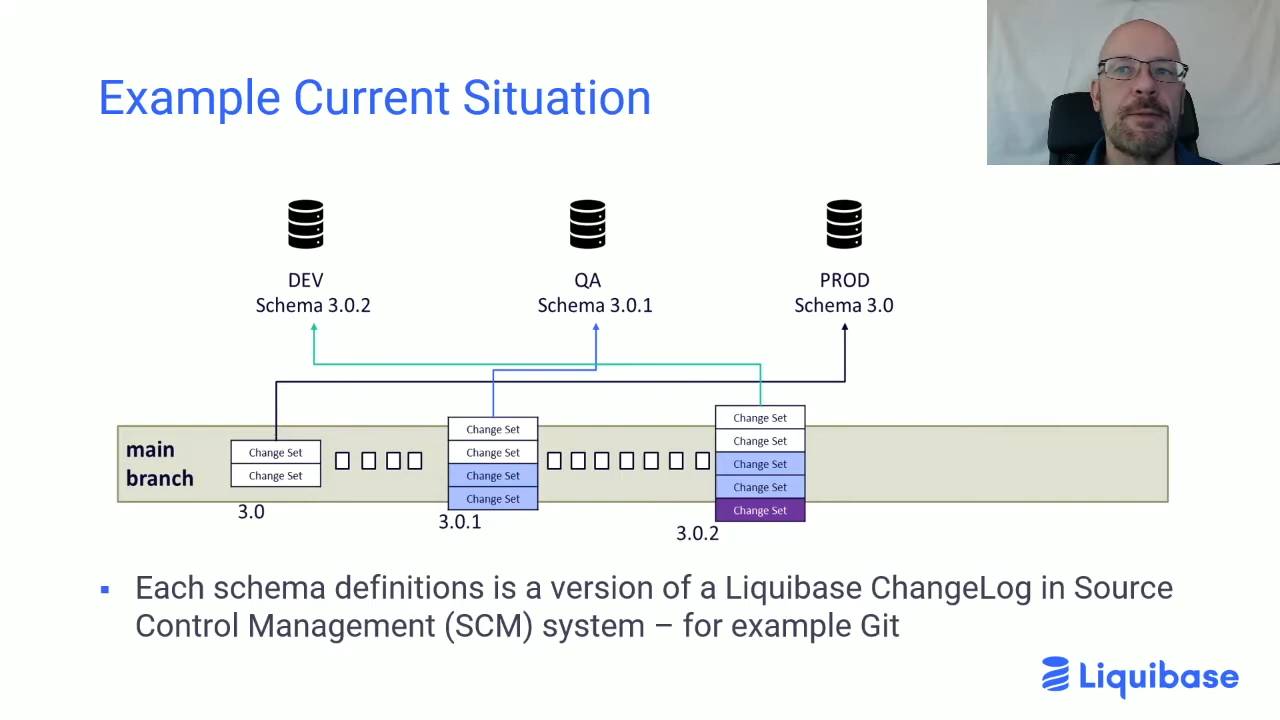 Example Current Situation
DEV
Schema 3.0.2
QA
Schema 3.0.1
PROD
Schema 3.0
main
branch
Change Set
Change Set
3.0
Change Set
Change Set
Change Set
Change Set
3.0.1
Change Set
Change Set
Change Set
Change Set
Change Set
3.0.2
Each schema definitions is a version of a Liquibase ChangeLog in Source
Control Management (SCM) system – for example Git
Liquibase